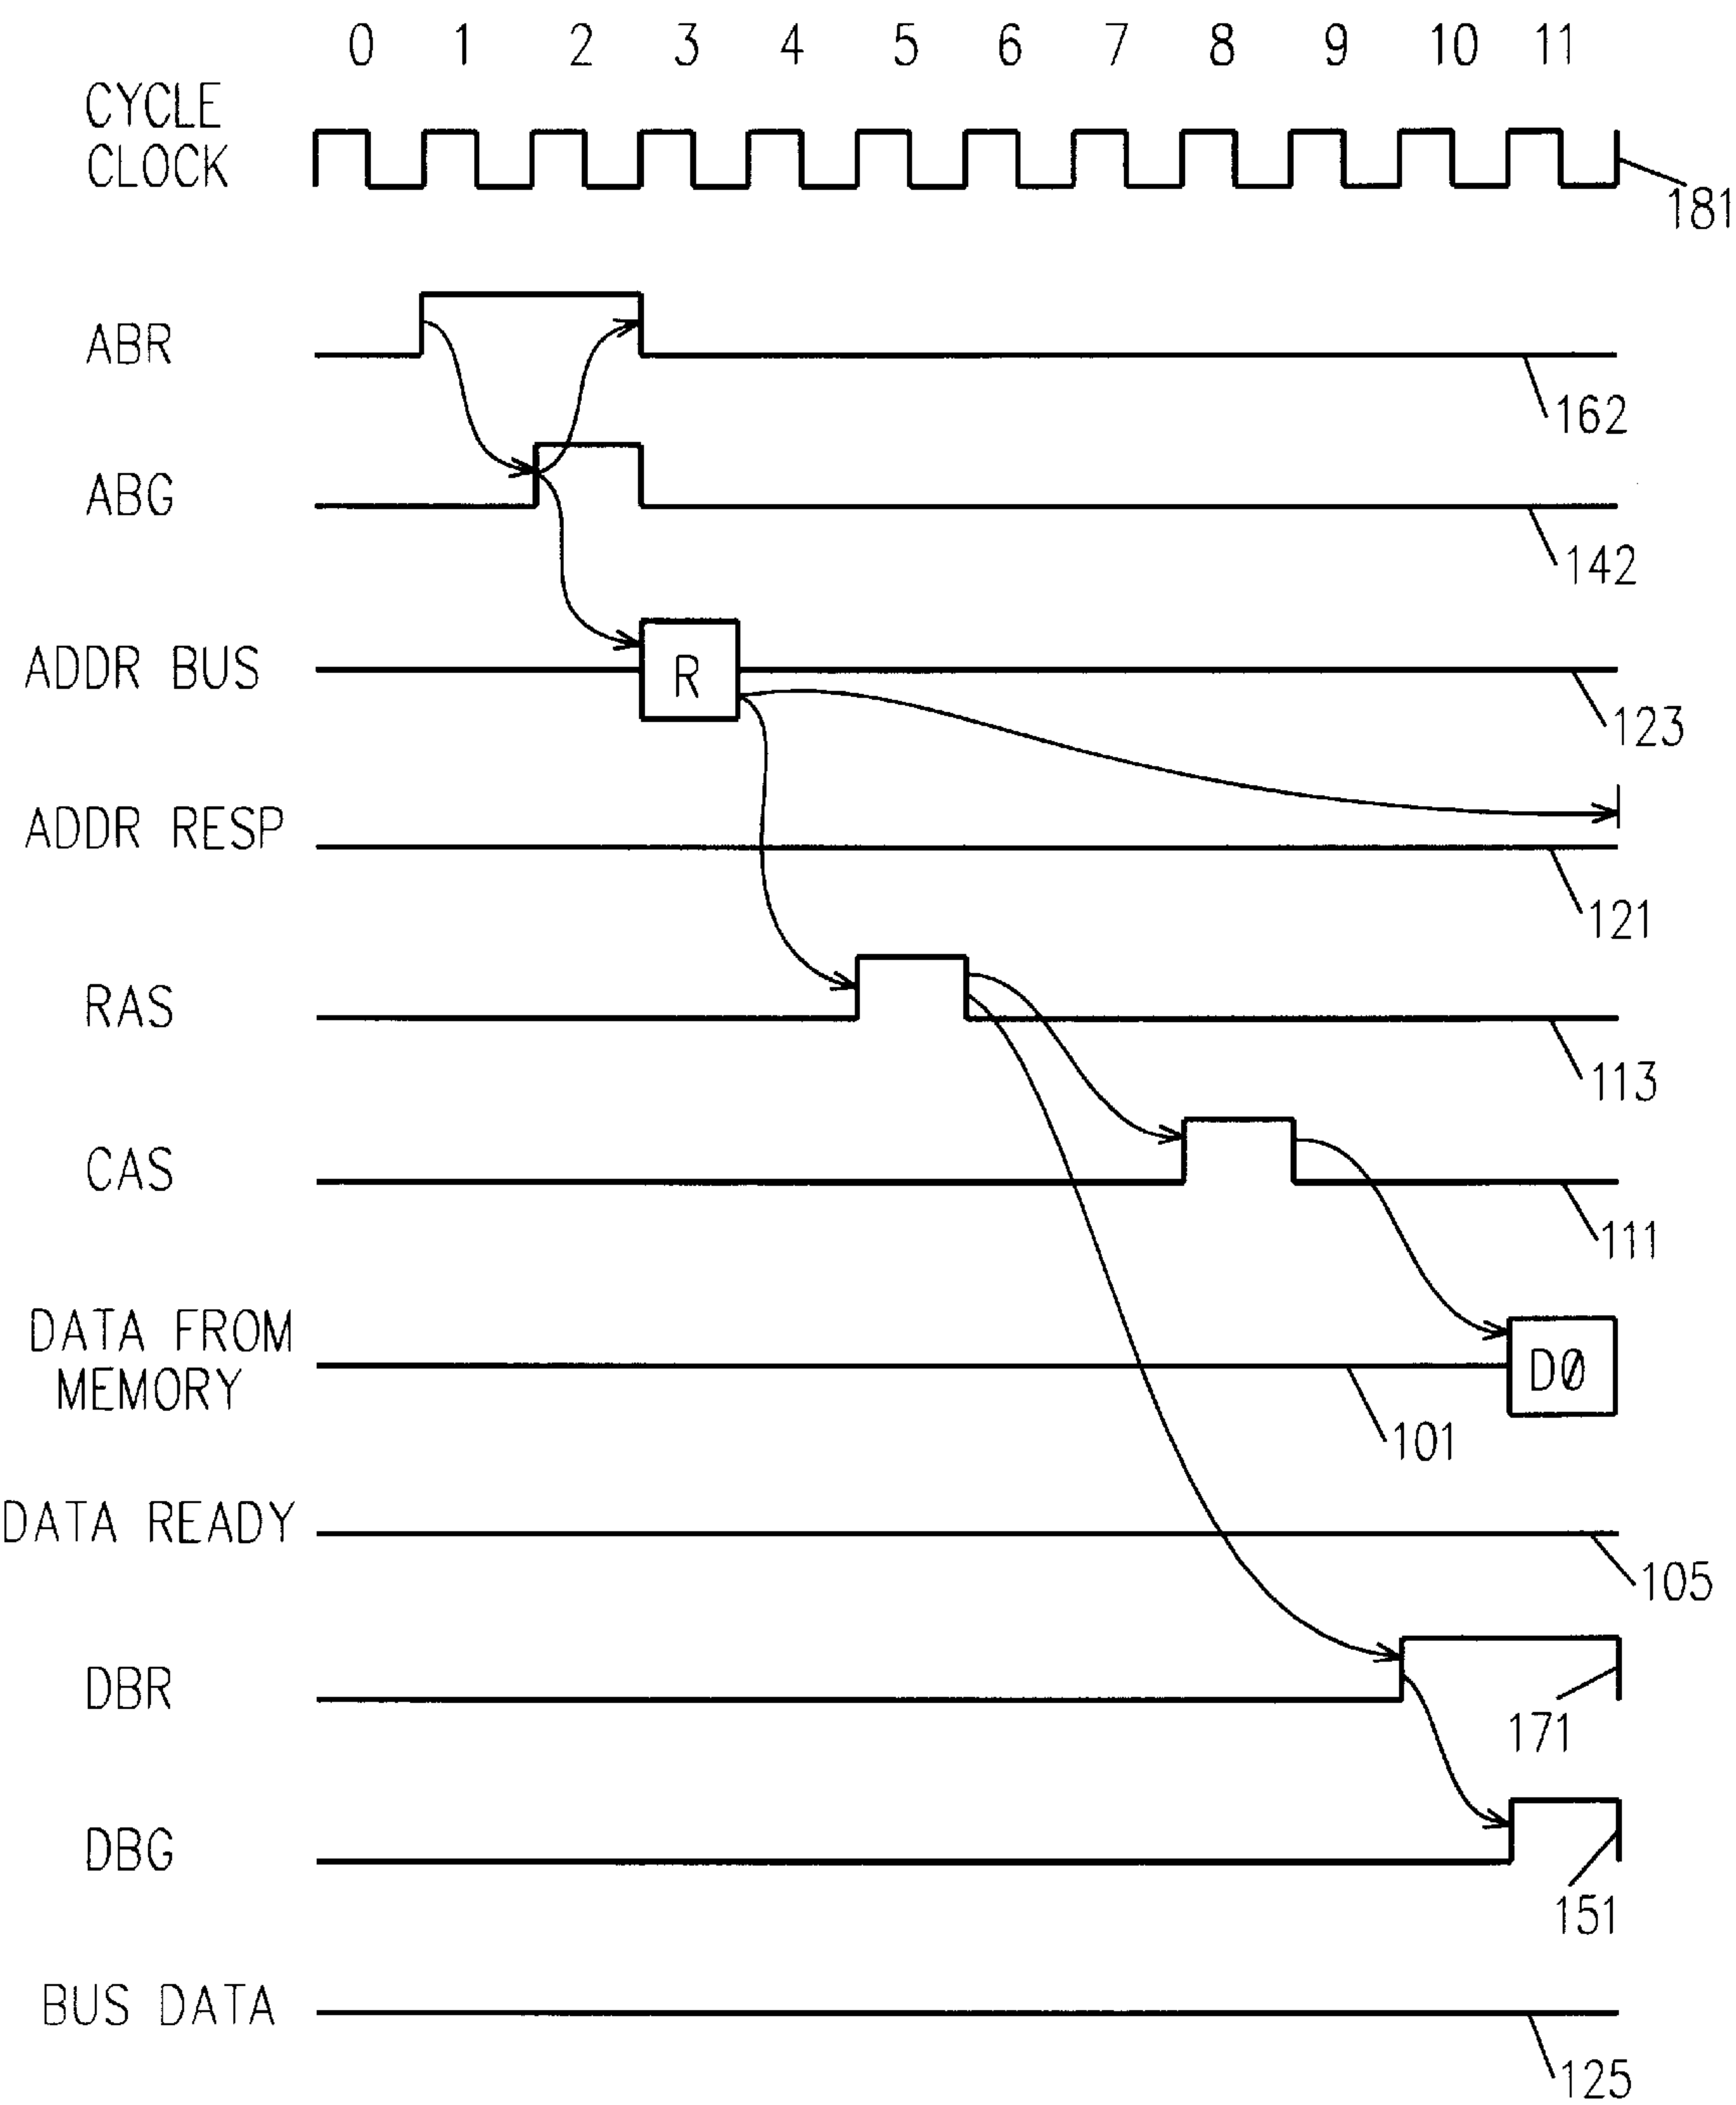 0 1 2 3 4 5 6 7 8 9 10 11
CYCLE
CLOCK
181
ABR
162
ABG
142
ADDR BUS
R
123
ADDR RESP
121
RAS
113
CAS
111
DATA FROM
MEMORY
DØ
101
DATA READY
105
DBR
171
DBG
151
BUS DATA
125